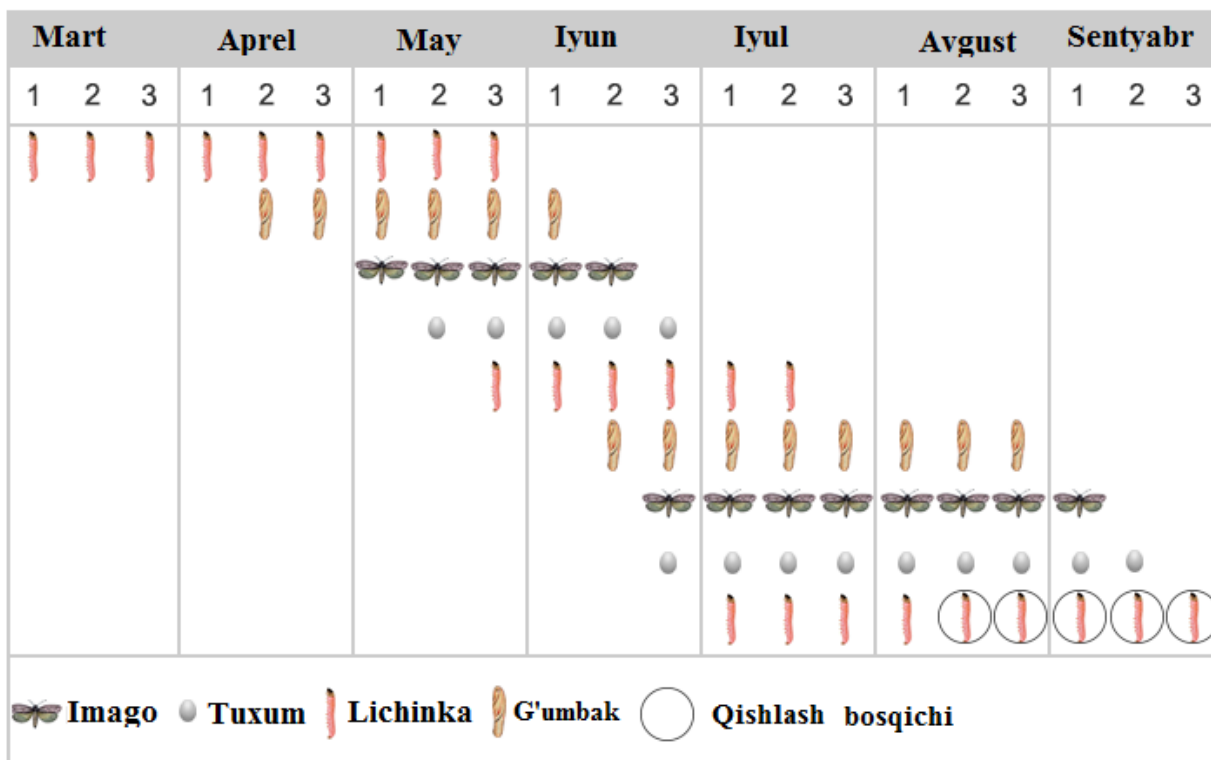 Mart Aprel May Iyun Iyul Avgust Sentyabr
1 2 3 1 2 3 1 2 3 1 2 3 1 2 3 1 2 3 1 2 3
Imago Tuxum Lichinka G'umbak Qishlash bosqichi